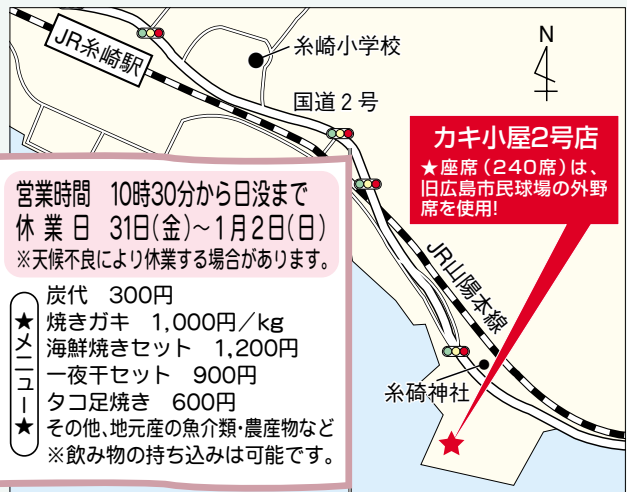 JR糸崎駅
糸崎小学校
国道2号
N
カキ小屋2号店
★座席(240席)は、
旧広島市民球場の外野
席を使用!
JR山陽本線
糸碕神社
営業時間 10時30分から日没まで
休業日 31日(金)~1月2日(日)
※天候不良により休業する場合があります。
★メニュー★
炭代 300円
焼きガキ 1,000円/kg
海鮮焼きセット 1,200円
一夜干セット 900円
タコ足焼き 600円
その他、地元産の魚介類・農産物など
※飲み物の持ち込みは可能です。